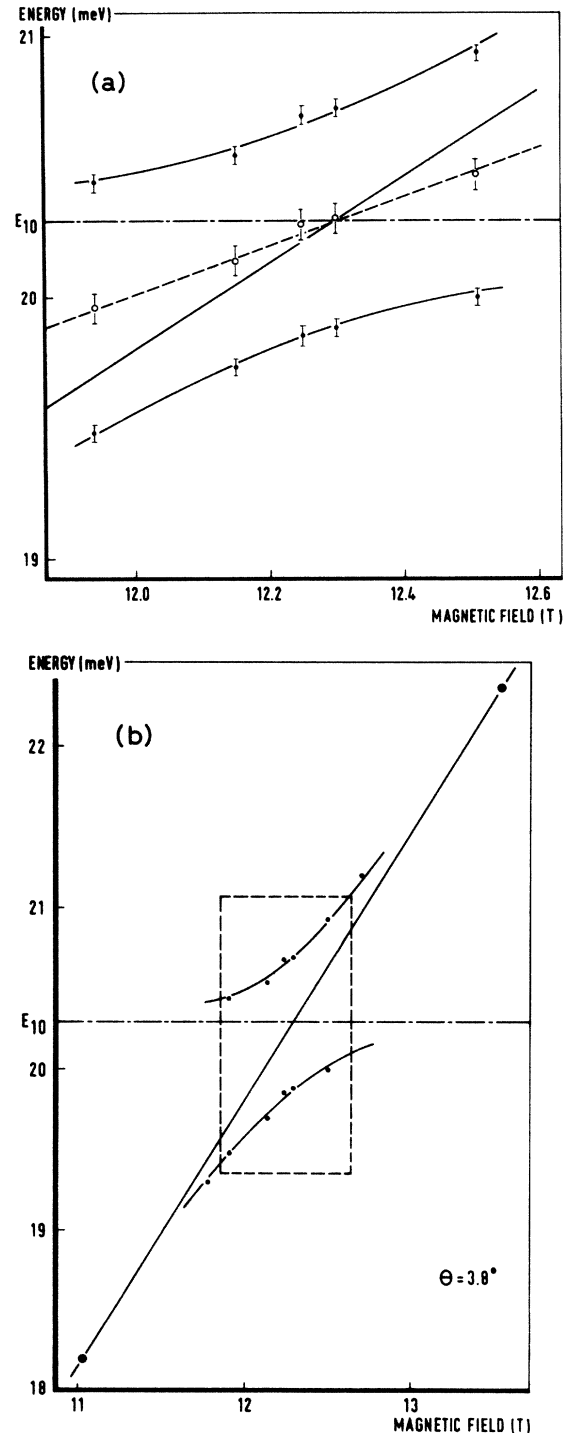 ENERGY (meV)
21
(a)
E10
20
19
12.0 12.2 12.4 12.6
MAGNETIC FIELD (T)
ENERGY (meV)
(b)
22
21
E10
20
19
Θ = 3.8°
18
11 12 13
MAGNETIC FIELD (T)